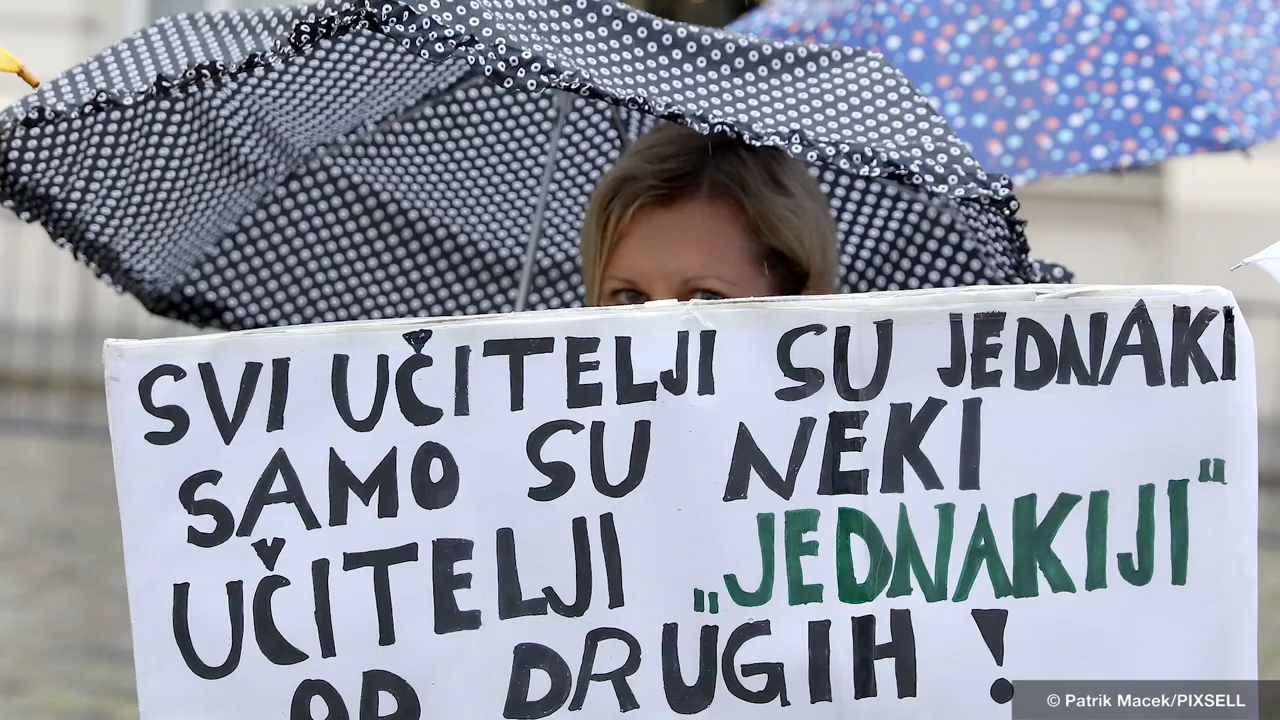 SVI UČITELJI SU JEDNAKI
SAMO SU NEKI
UČITELJI „JEDNAKIJI"
OD DRUGIH !
© Patrik Macek/PIXSELL